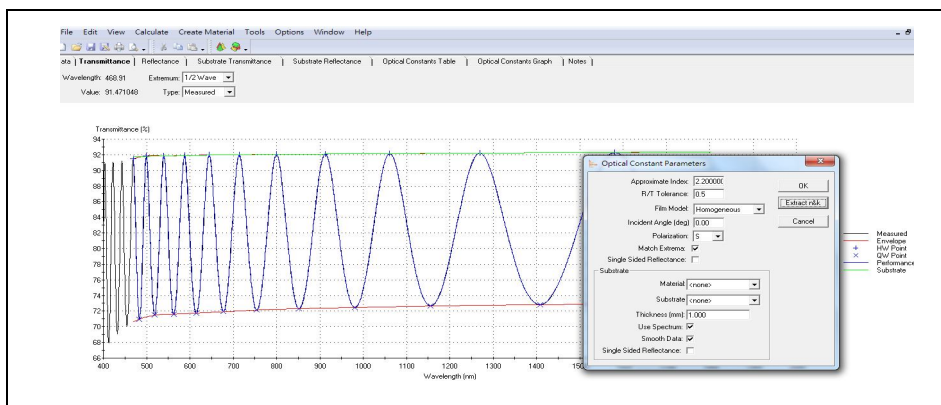 File Edit View Calculate Create Material Tools Options Window Help
ata | Transmittance | Reflectance | Substrate Transmittance | Substrate Reflectance | Optical Constants Table | Optical Constants Graph | Notes |
Wavelength: 468.91 Extremum: 1/2 Wave
Value: 91.471048 Type: Measured
Transmittance (%)
94
92
90
88
86
84
82
80
78
76
74
72
70
68
66
400 500 600 700 800 900 1000 1100 1200 1300 1400 150
Wavelength (nm)
Optical Constant Parameters
Approximate Index: 2.200000
R/T Tolerance: 0.5
Film Model: Homogeneous
Incident Angle (deg) 0.00
Polarization: S
Match Extrema:
Single Sided Reflectance:
Substrate
Material: <none>
Substrate <none>
Thickness (mm): 1.000
Use Spectrum:
Smooth Data:
Single Sided Reflectance:
OK
Extract n&k
Cancel
Measured
Envelope
HW Point
QW Point
Performance
Substrate